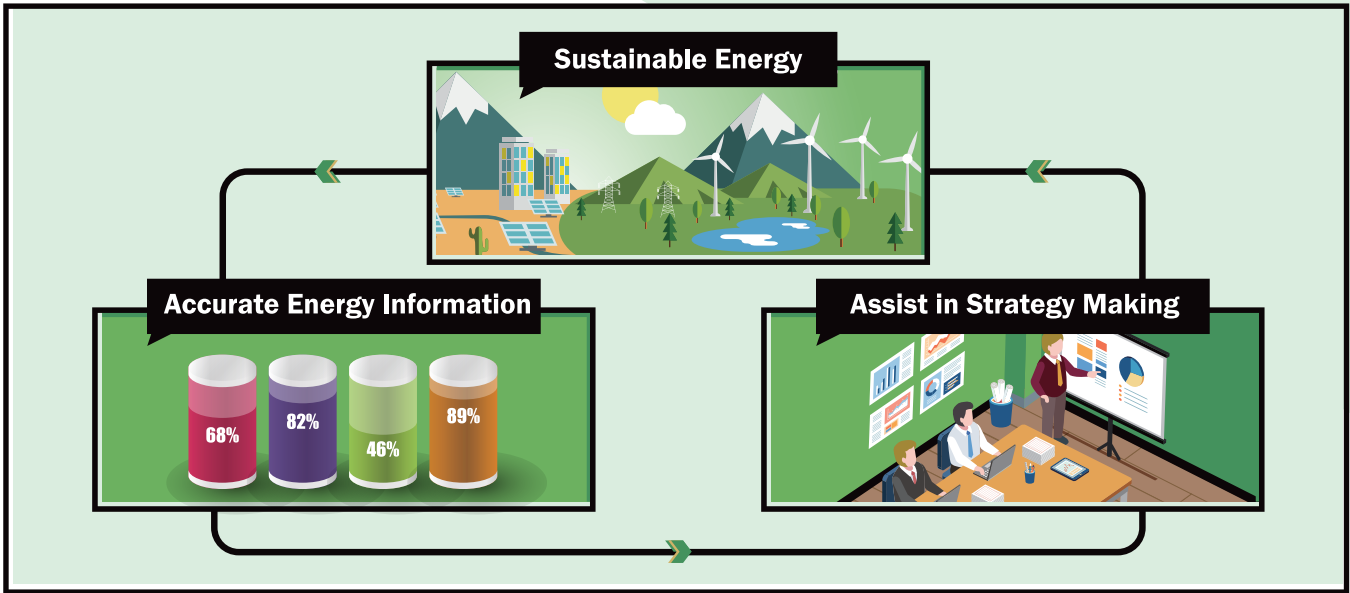 Sustainable Energy
Accurate Energy Information
68%
82%
46%
89%
Assist in Strategy Making